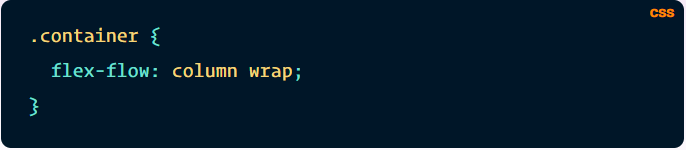 css
.container {
  flex-flow: column wrap;
}